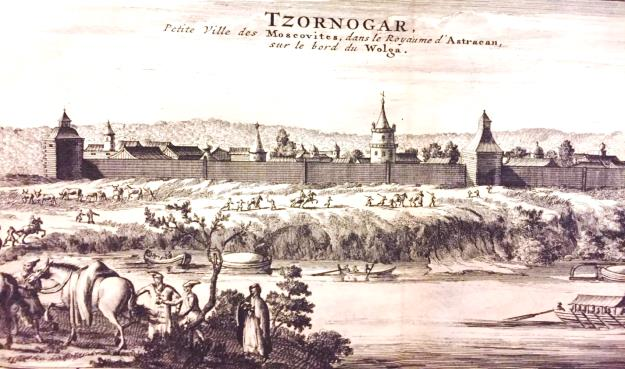 TZORNOGAR,
Petite Ville des Moscovites, dans le Royaume d'Astracan,
sur le bord du Wolga.